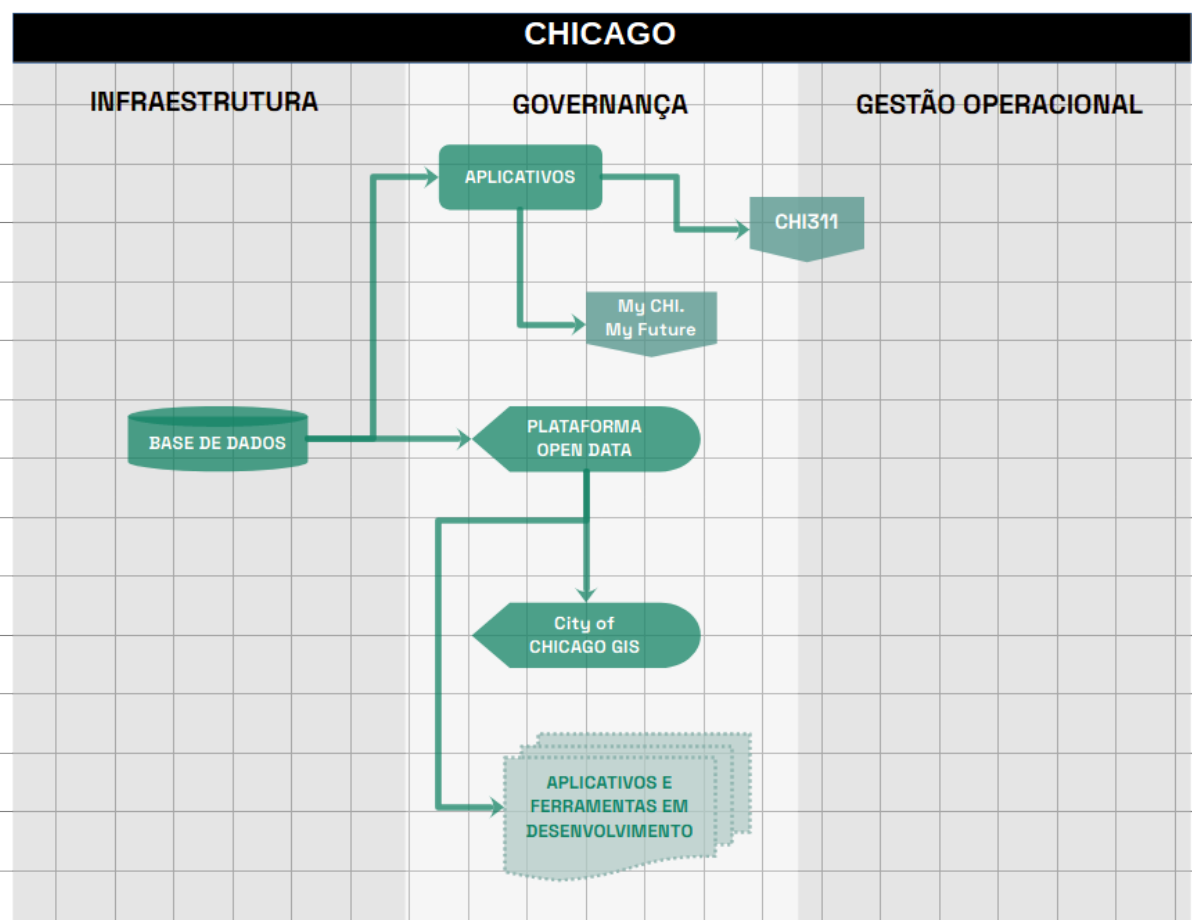 CHICAGO
INFRAESTRUTURA
GOVERNANÇA
GESTÃO OPERACIONAL
APLICATIVOS
CHI311
My CHI.
My Future
BASE DE DADOS
PLATAFORMA
OPEN DATA
City of
CHICAGO GIS
APLICATIVOS E
FERRAMENTAS EM
DESENVOLVIMENTO